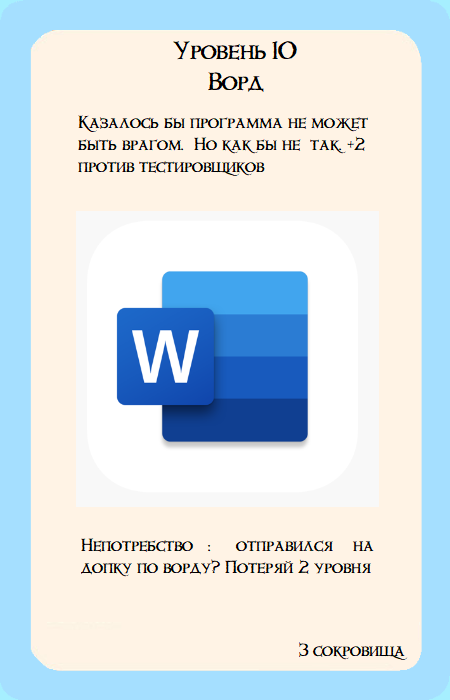 Уровень 10
Ворд
Казалось бы программа не может
быть врагом. Но как бы не так. +2
против тестировщиков
W
Непотребство : отправился на
допку по ворду? Потеряй 2 уровня
3 сокровища